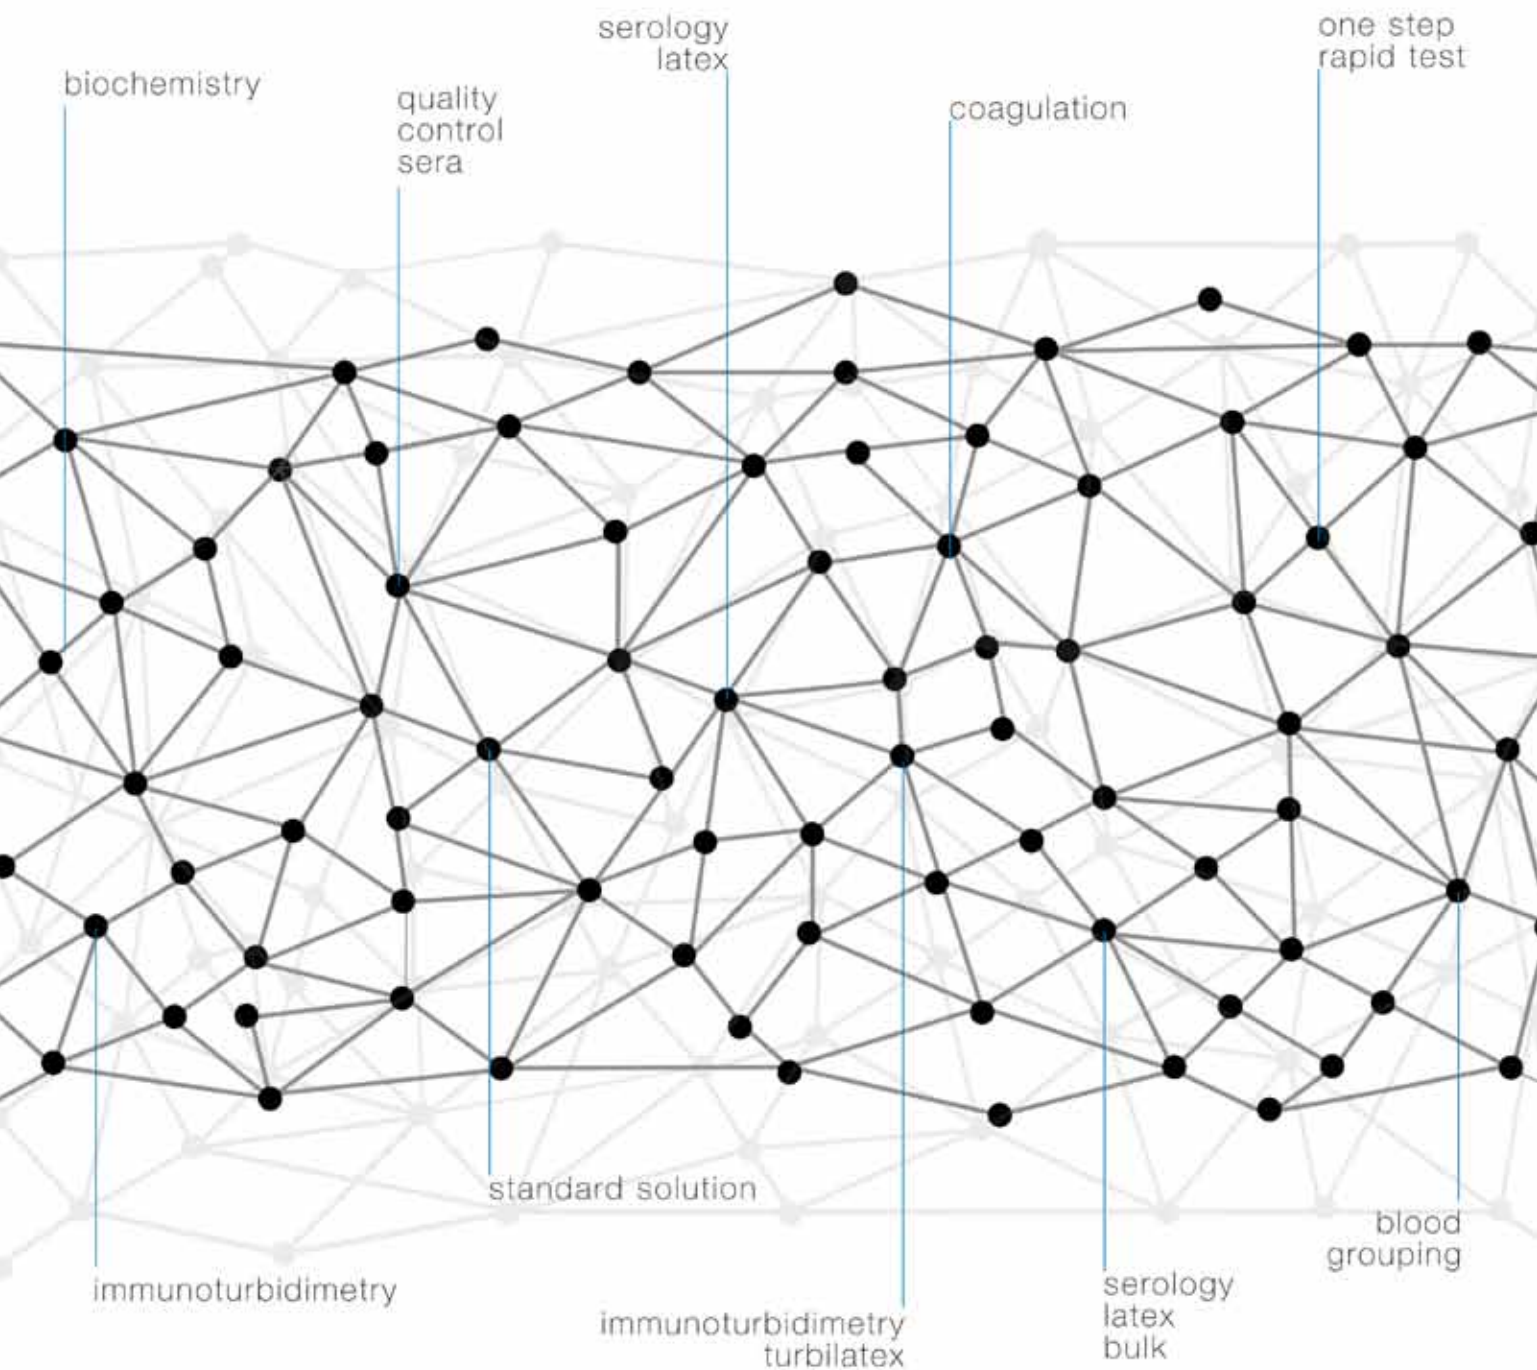 serology
latex
one step
rapid test
biochemistry
quality
control
sera
coagulation
standard solution
blood
grouping
immunoturbidimetry
serology
latex
bulk
immunoturbidimetry
turbilatex